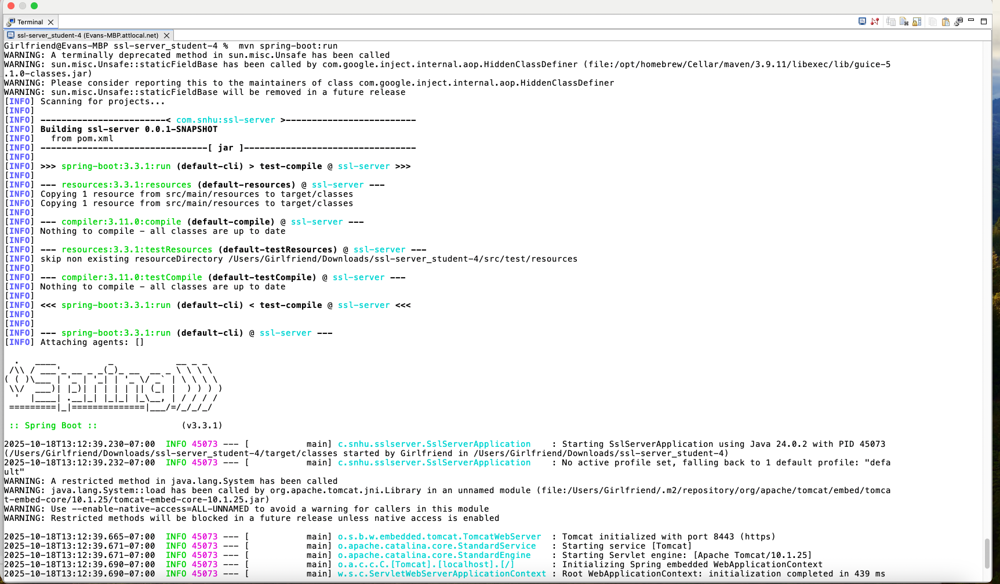 Terminal
ssl-server_student-4 (Evans-MBP.attlocal.net)
Girlfriend@Evans-MBP ssl-server_student-4 %  mvn spring-boot:run
WARNING: A terminally deprecated method in sun.misc.Unsafe has been called
WARNING: sun.misc.Unsafe::staticFieldBase has been called by com.google.inject.internal.aop.HiddenClassDefiner (file:/opt/homebrew/Cellar/maven/3.9.11/libexec/lib/guice-5
.1.0-classes.jar)
WARNING: Please consider reporting this to the maintainers of class com.google.inject.internal.aop.HiddenClassDefiner
WARNING: sun.misc.Unsafe::staticFieldBase will be removed in a future release
[INFO] Scanning for projects...
[INFO]
[INFO] ------------------------< com.snhu:ssl-server >-------------------------
[INFO] Building ssl-server 0.0.1-SNAPSHOT
[INFO]   from pom.xml
[INFO] --------------------------------[ jar ]---------------------------------
[INFO]
[INFO] >>> spring-boot:3.3.1:run (default-cli) > test-compile @ ssl-server >>>
[INFO]
[INFO] --- resources:3.3.1:resources (default-resources) @ ssl-server ---
[INFO] Copying 1 resource from src/main/resources to target/classes
[INFO] Copying 1 resource from src/main/resources to target/classes
[INFO]
[INFO] --- compiler:3.11.0:compile (default-compile) @ ssl-server ---
[INFO] Nothing to compile - all classes are up to date
[INFO]
[INFO] --- resources:3.3.1:testResources (default-testResources) @ ssl-server ---
[INFO] skip non existing resourceDirectory /Users/Girlfriend/Downloads/ssl-server_student-4/src/test/resources
[INFO]
[INFO] --- compiler:3.11.0:testCompile (default-testCompile) @ ssl-server ---
[INFO] Nothing to compile - all classes are up to date
[INFO]
[INFO] <<< spring-boot:3.3.1:run (default-cli) < test-compile @ ssl-server <<<
[INFO]
[INFO]
[INFO] --- spring-boot:3.3.1:run (default-cli) @ ssl-server ---
[INFO] Attaching agents: []
  .   ____          _            __ _ _
 /\\ / ___'_ __ _ _(_)_ __  __ _ \ \ \ \
( ( )\___ | '_ | '_| | '_ \/ _` | \ \ \ \
 \\/  ___)| |_)| | | | | || (_| |  ) ) ) )
  '  |____| .__|_| |_|_| |_\__, | / / / /
 =========|_|==============|___/=/_/_/_/
 :: Spring Boot ::                (v3.3.1)
2025-10-18T13:12:39.230-07:00  INFO 45073 --- [           main] c.snhu.sslserver.SslServerApplication    : Starting SslServerApplication using Java 24.0.2 with PID 45073
(/Users/Girlfriend/Downloads/ssl-server_student-4/target/classes started by Girlfriend in /Users/Girlfriend/Downloads/ssl-server_student-4)
2025-10-18T13:12:39.232-07:00  INFO 45073 --- [           main] c.snhu.sslserver.SslServerApplication    : No active profile set, falling back to 1 default profile: "defa
ult"
WARNING: A restricted method in java.lang.System has been called
WARNING: java.lang.System::load has been called by org.apache.tomcat.jni.Library in an unnamed module (file:/Users/Girlfriend/.m2/repository/org/apache/tomcat/embed/tomca
t-embed-core/10.1.25/tomcat-embed-core-10.1.25.jar)
WARNING: Use --enable-native-access=ALL-UNNAMED to avoid a warning for callers in this module
WARNING: Restricted methods will be blocked in a future release unless native access is enabled
2025-10-18T13:12:39.665-07:00  INFO 45073 --- [           main] o.s.b.w.embedded.tomcat.TomcatWebServer  : Tomcat initialized with port 8443 (https)
2025-10-18T13:12:39.671-07:00  INFO 45073 --- [           main] o.apache.catalina.core.StandardService   : Starting service [Tomcat]
2025-10-18T13:12:39.671-07:00  INFO 45073 --- [           main] o.apache.catalina.core.StandardEngine    : Starting Servlet engine: [Apache Tomcat/10.1.25]
2025-10-18T13:12:39.690-07:00  INFO 45073 --- [           main] o.a.c.c.C.[Tomcat].[localhost].[/]       : Initializing Spring embedded WebApplicationContext
2025-10-18T13:12:39.690-07:00  INFO 45073 --- [           main] w.s.c.ServletWebServerApplicationContext : Root WebApplicationContext: initialization completed in 439 ms